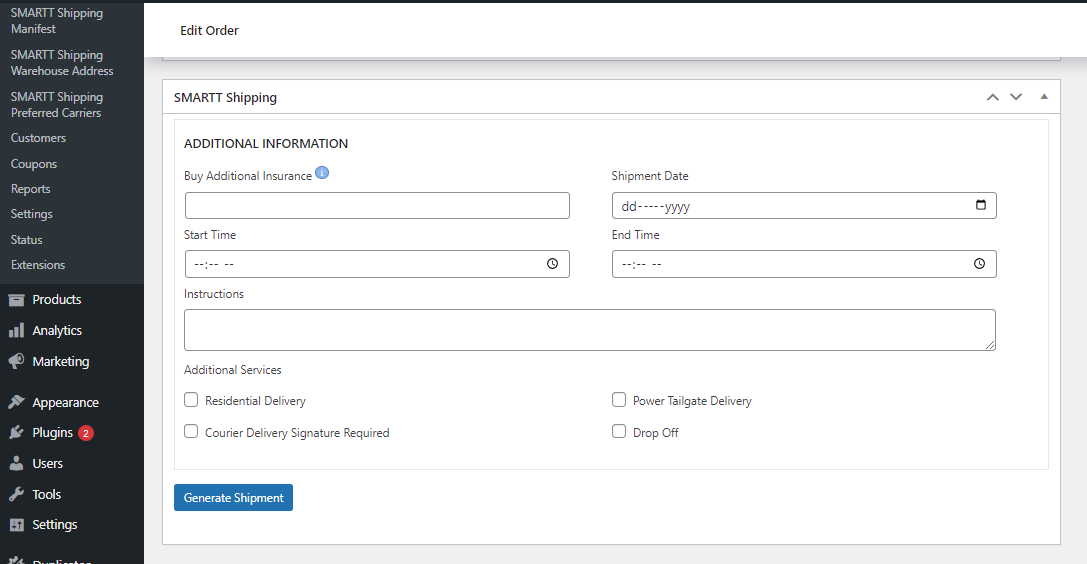 SMARTT Shipping
Manifest
SMARTT Shipping
Warehouse Address
SMARTT Shipping
Preferred Carriers
Customers
Coupons
Reports
Settings
Status
Extensions
Products
Analytics
Marketing
Appearance
Plugins 2
Users
Tools
Settings
Duplicator
Edit Order
SMARTT Shipping
ADDITIONAL INFORMATION
Buy Additional Insurance i
Shipment Date
dd-----yyyy
Start Time
End Time
--:-- --
--:-- --
Instructions
Additional Services
Residential Delivery
Power Tailgate Delivery
Courier Delivery Signature Required
Drop Off
Generate Shipment